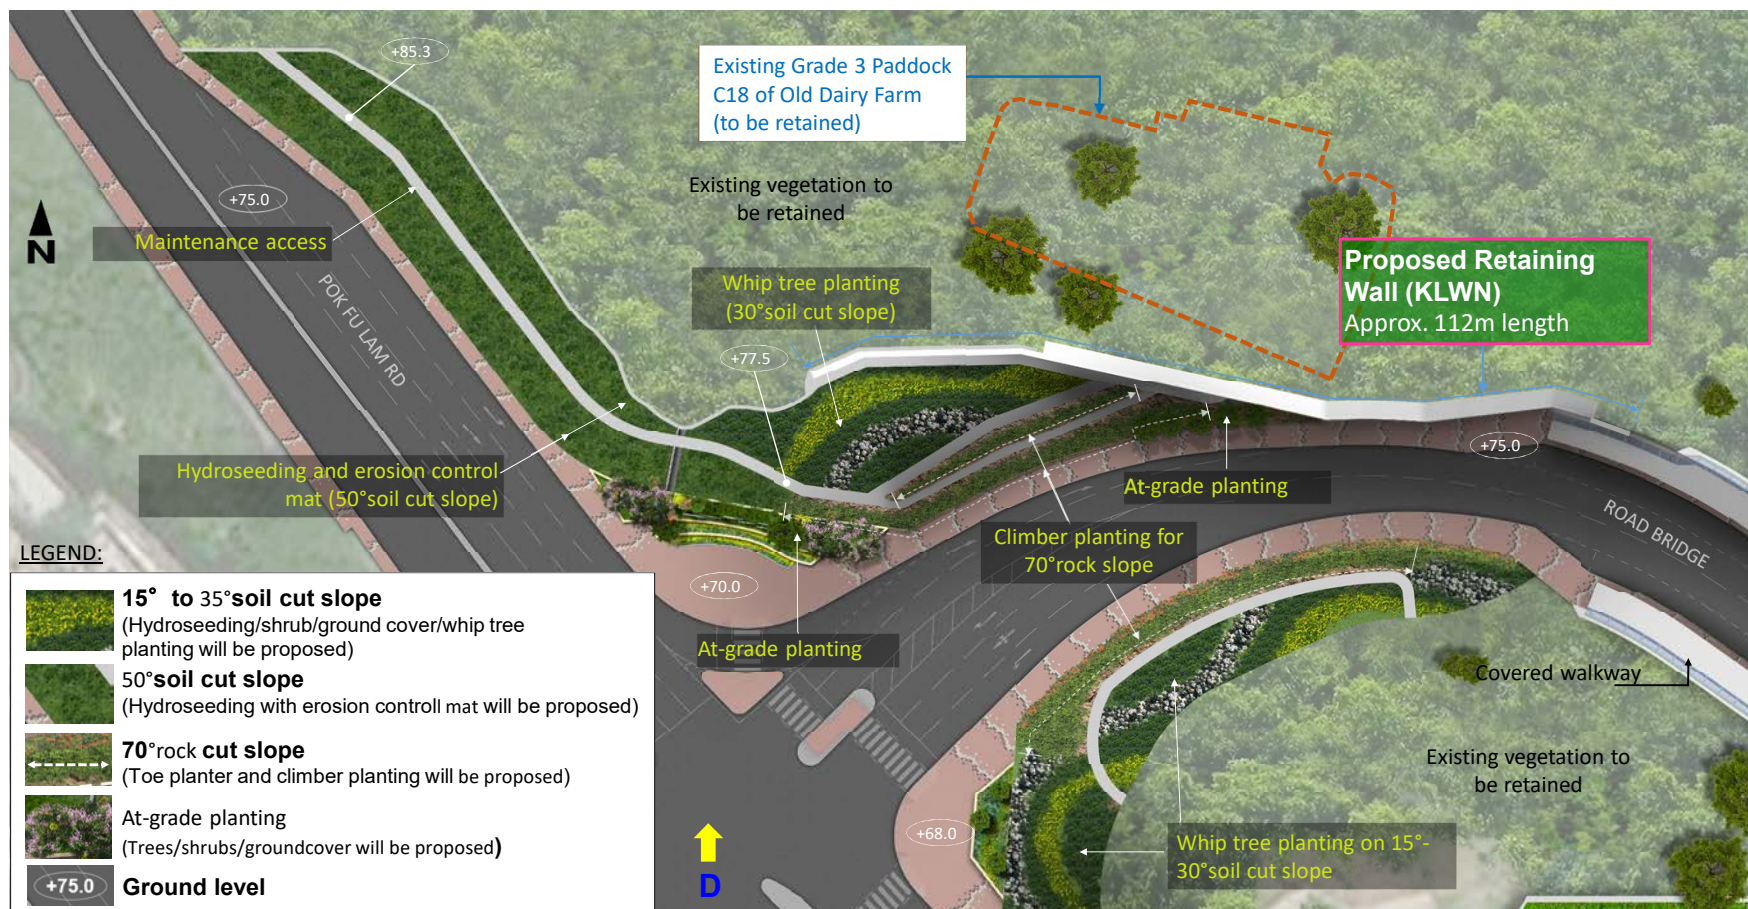 +85.3
Existing Grade 3 Paddock
C18 of Old Dairy Farm
(to be retained)
Existing vegetation to
be retained
+75.0
N
Maintenance access
POK FU LAM RD
Whip tree planting
(30°soil cut slope)
Proposed Retaining
Wall (KLWN)
Approx. 112m length
+77.5
+75.0
Hydroseeding and erosion control
mat (50°soil cut slope)
At-grade planting
ROAD BRIDGE
Climber planting for
70°rock slope
+70.0
At-grade planting
Covered walkway
Existing vegetation to
be retained
+68.0
Whip tree planting on 15°-
30°soil cut slope
D
LEGEND:
15° to 35°soil cut slope
(Hydroseeding/shrub/ground cover/whip tree
planting will be proposed)
50°soil cut slope
(Hydroseeding with erosion controll mat will be proposed)
70°rock cut slope
(Toe planter and climber planting will be proposed)
At-grade planting
(Trees/shrubs/groundcover will be proposed)
+75.0
Ground level